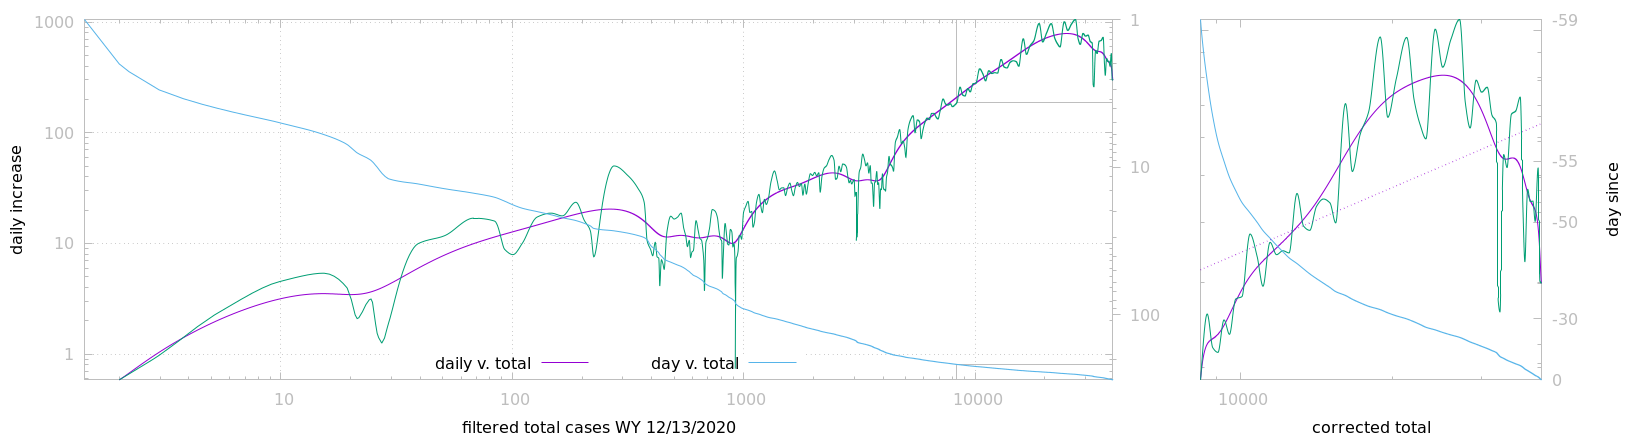 1000
100
10
1
daily increase
10
100
1000
10000
filtered total cases WY 12/13/2020
daily v. total
day v. total
1
10
100
10000
corrected total
-59
-55
-50
-30
0
day since